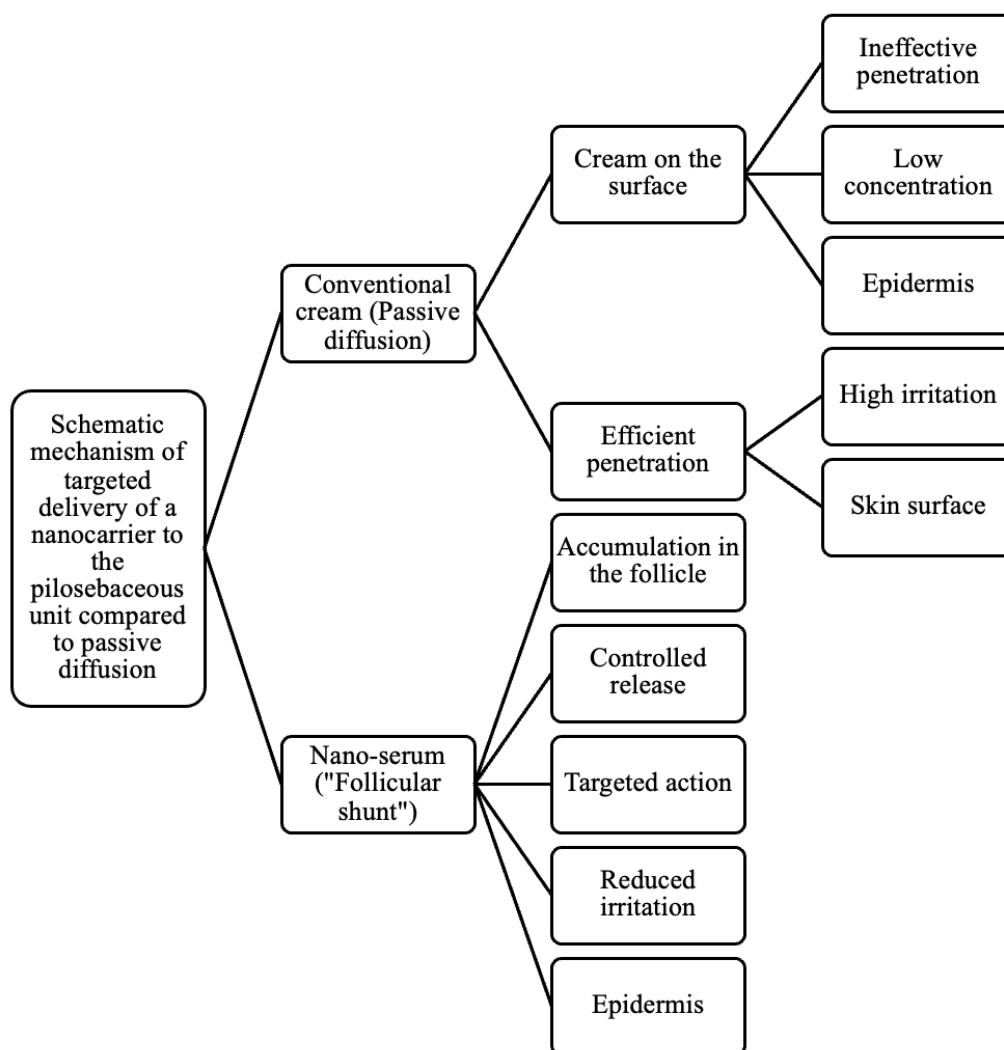 Schematic
mechanism of
targeted
delivery of a
nanocarrier to
the
pilosebaceous
unit compared
to passive
diffusion
Conventional
cream (Passive
diffusion)
Cream on the
surface
Ineffective
penetration
Low
concentration
Epidermis
Efficient
penetration
High irritation
Skin surface
Nano-serum
("Follicular
shunt")
Accumulation in
the follicle
Controlled
release
Targeted action
Reduced
irritation
Epidermis